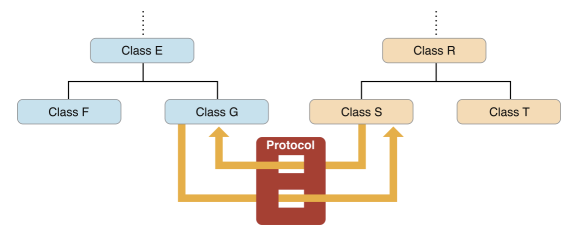 Class E
Class R
Class F
Class G
Class S
Class T
Protocol